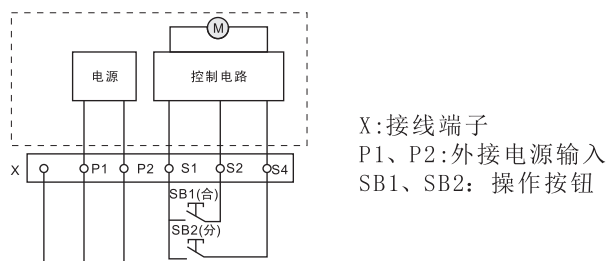 M
电源 控制电路
X P1 P2 S1 S2 S4
SB1(合)
SB2(分)
X:接线端子
P1、P2:外接电源输入
SB1、SB2：操作按钮